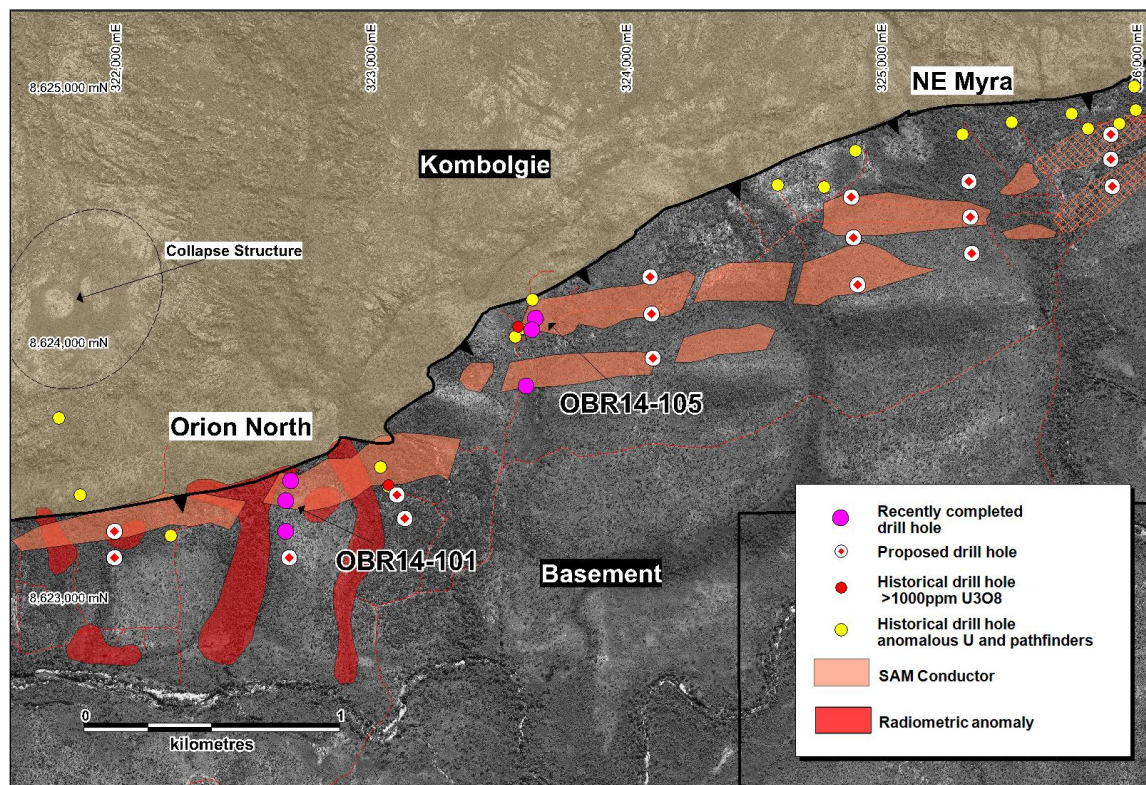 322,000 mE
323,000 mE
324,000 mE
325,000 mE
326,000 mE
8,625,000 mN
NE Myra
Kombolgie
Collapse Structure
8,624,000 mN
OBR14-105
Orion North
OBR14-101
Basement
8,623,000 mN
0
1
kilometres
Recently completed
drill hole
Proposed drill hole
Historical drill hole
>1000ppm U3O8
Historical drill hole
anomalous U and pathfinders
SAM Conductor
Radiometric anomaly